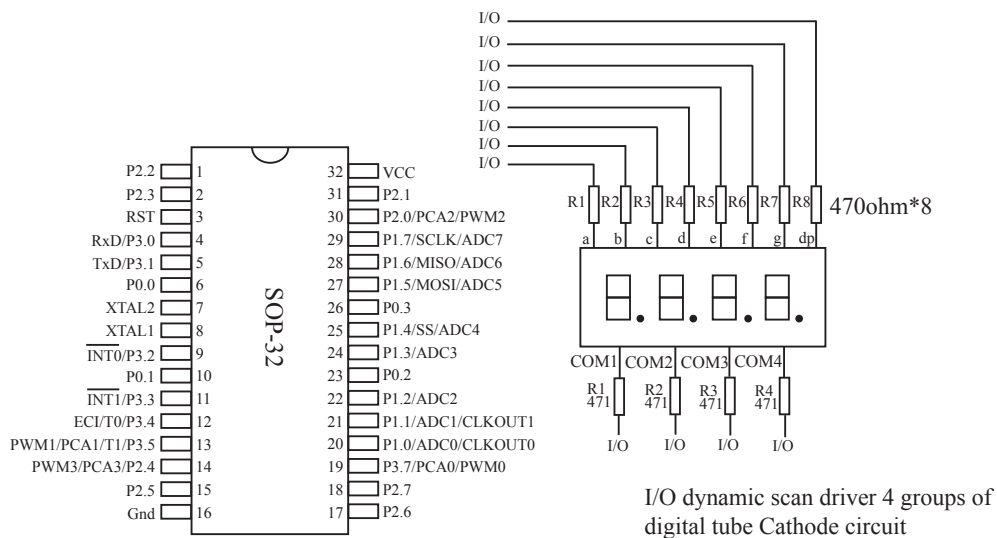 P2.2 1
P2.3 2
RST 3
RxD/P3.0 4
TxD/P3.1 5
P0.0 6
XTAL2 7
XTAL1 8
INT0/P3.2 9
P0.1 10
INT1/P3.3 11
ECI/T0/P3.4 12
PWM1/PCA1/T1/P3.5 13
PWM3/PCA3/P2.4 14
P2.5 15
Gnd 16
SOP-32
32 VCC
31 P2.1
30 P2.0/PCA2/PWM2
29 P1.7/SCLK/ADC7
28 P1.6/MISO/ADC6
27 P1.5/MOSI/ADC5
26 P0.3
25 P1.4/SS/ADC4
24 P1.3/ADC3
23 P0.2
22 P1.2/ADC2
21 P1.1/ADC1/CLKOUT1
20 P1.0/ADC0/CLKOUT0
19 P3.7/PCA0/PWM0
18 P2.7
17 P2.6
I/O
I/O
I/O
I/O
I/O
I/O
I/O
I/O
R1 R2 R3 R4 R5 R6 R7 R8 470ohm*8
a b c d e f g dp
8. 8. 8. 8.
COM1 COM2 COM3 COM4
R1 R2 R3 R4
471 471 471 471
I/O I/O I/O I/O
I/O dynamic scan driver 4 groups of
digital tube Cathode circuit